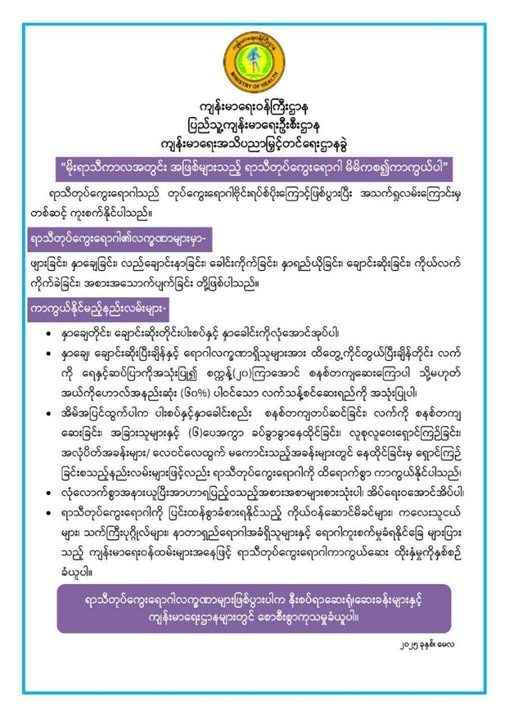 ကျန်းမာရေးဝန်ကြီးဌာန
MINISTRY OF HEALTH
ကျန်းမာရေးဝန်ကြီးဌာန
ပြည်သူ့ကျန်းမာရေးဦးစီးဌာန
ကျန်းမာရေးအသိပညာမြှင့်တင်ရေးဌာနခွဲ
“မိုးရာသီကာလအတွင်း အဖြစ်များသည့် ရာသီတုပ်ကွေးရောဂါ မိမိကစ၍ကာကွယ်ပါ”
ရာသီတုပ်ကွေးရောဂါသည် တုပ်ကွေးရောဂါဗိုင်းရပ်စ်ပိုးကြောင့်ဖြစ်ပွားပြီး အသက်ရှူလမ်းကြောင်းမှ
တစ်ဆင့် ကူးစက်နိုင်ပါသည်။
ရာသီတုပ်ကွေးရောဂါ၏လက္ခဏာများမှာ-
ဖျားခြင်း၊ နှာချေခြင်း၊ လည်ချောင်းနာခြင်း၊ ခေါင်းကိုက်ခြင်း၊ နှာရည်ယိုခြင်း၊ ချောင်းဆိုးခြင်း၊ ကိုယ်လက်
ကိုက်ခဲခြင်း၊ အစားအသောက်ပျက်ခြင်း တို့ဖြစ်ပါသည်။
ကာကွယ်နိုင်မည့်နည်းလမ်းများ-
• နှာချေတိုင်း၊ ချောင်းဆိုးတိုင်းပါးစပ်နှင့် နှာခေါင်းကိုလုံအောင်အုပ်ပါ၊
• နှာချေ၊ ချောင်းဆိုးပြီးချိန်နှင့် ရောဂါလက္ခဏာရှိသူများအား ထိတွေ့ကိုင်တွယ်ပြီးချိန်တိုင်း လက်
ကို ရေနှင့်ဆပ်ပြာကိုအသုံးပြု၍ စက္ကန့်(၂၀)ကြာအောင် စနစ်တကျဆေးကြောပါ သို့မဟုတ်
အယ်ကိုဟောလ်အနည်းဆုံး (၆၀%) ပါဝင်သော လက်သန့်စင်ဆေးရည်ကို အသုံးပြုပါ၊
• အိမ်အပြင်ထွက်ပါက ပါးစပ်နှင့်နှာခေါင်းစည်း စနစ်တကျတပ်ဆင်ခြင်း၊ လက်ကို စနစ်တကျ
ဆေးခြင်း၊ အခြားသူများနှင့် (၆)ပေအကွာ ခပ်ခွာခွာနေထိုင်ခြင်း၊ လူစုလူဝေးရှောင်ကြဉ်ခြင်း၊
အလုံပိတ်အခန်းများ/ လေဝင်လေထွက် မကောင်းသည့်အခန်းများတွင် နေထိုင်ခြင်းမှ ရှောင်ကြဉ်
ခြင်းစသည့်နည်းလမ်းများဖြင့်လည်း ရာသီတုပ်ကွေးရောဂါကို ထိရောက်စွာ ကာကွယ်နိုင်ပါသည်၊
• လုံလောက်စွာအနားယူပြီးအာဟာရပြည့်ဝသည့်အစားအစာများစားသုံးပါ၊ အိပ်ရေးဝအောင်အိပ်ပါ၊
• ရာသီတုပ်ကွေးရောဂါကို ပြင်းထန်စွာခံစားရနိုင်သည့် ကိုယ်ဝန်ဆောင်မိခင်များ၊ ကလေးသူငယ်
များ၊ သက်ကြီးပုဂ္ဂိုလ်များ၊ နာတာရှည်ရောဂါအခံရှိသူများနှင့် ရောဂါကူးစက်မှုခံရနိုင်ခြေ များပြား
သည့် ကျန်းမာရေးဝန်ထမ်းများအနေဖြင့် ရာသီတုပ်ကွေးရောဂါကာကွယ်ဆေး ထိုးနှံမှုကိုနှစ်စဉ်
ခံယူပါ။
ရာသီတုပ်ကွေးရောဂါလက္ခဏာများဖြစ်ပွားပါက နီးစပ်ရာဆေးရုံ၊ဆေးခန်းများနှင့်
ကျန်းမာရေးဌာနများတွင် စောစီးစွာကုသမှုခံယူပါ။
၂၀၂၅ ခုနှစ်၊ မေလ